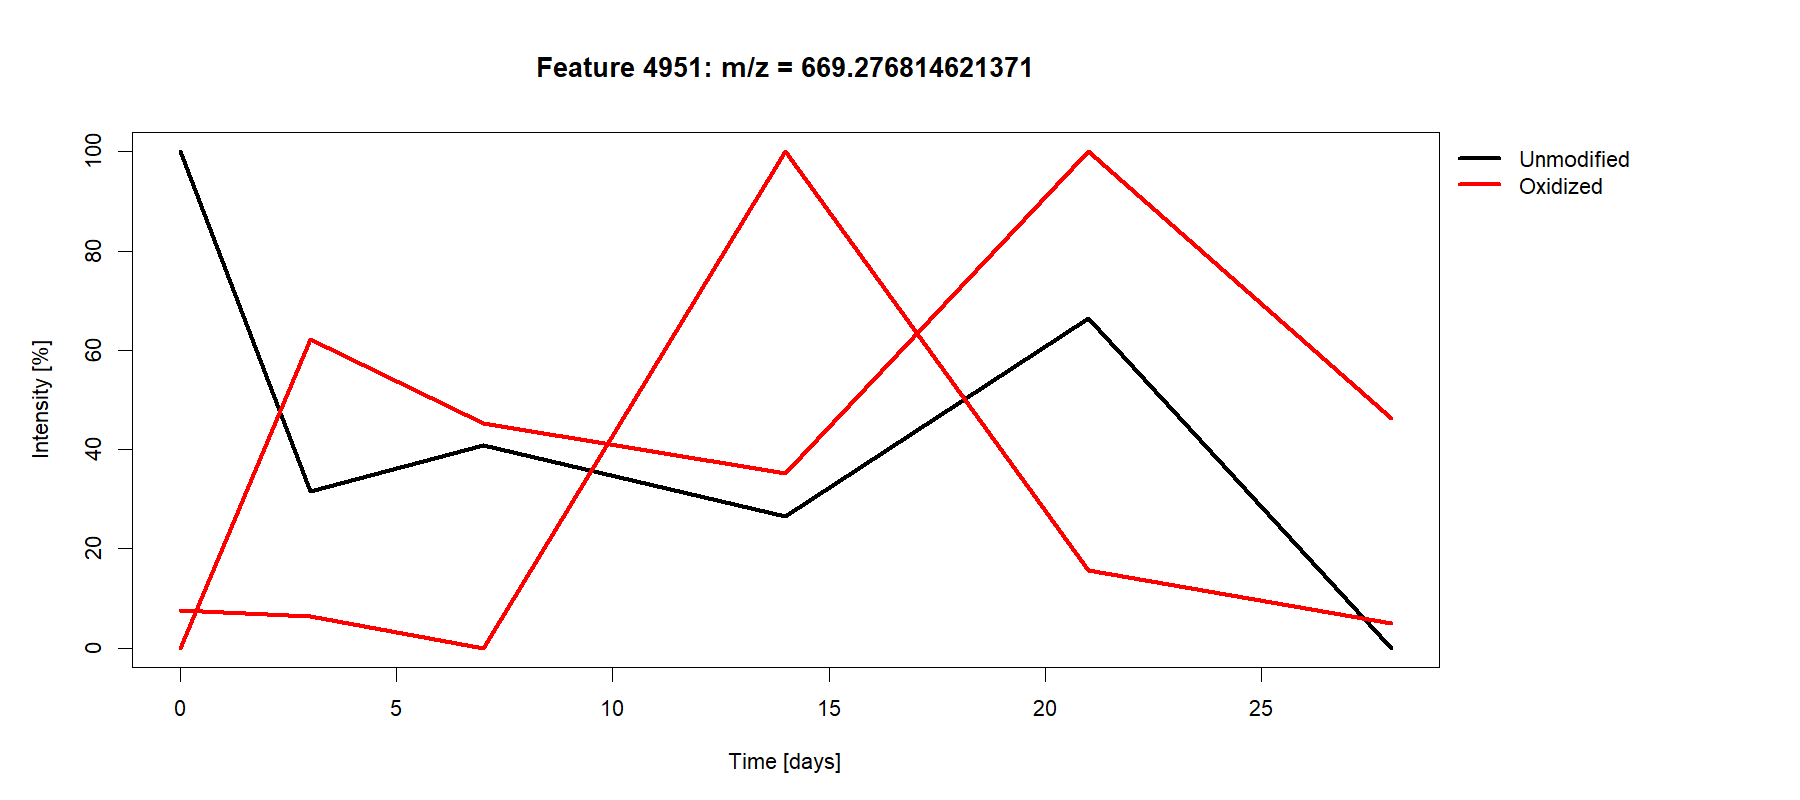 Feature 4951: m/z = 669.276814621371
Unmodified
Oxidized
Intensity [%]
100
80
60
40
20
0
0 5 10 15 20 25
Time [days]